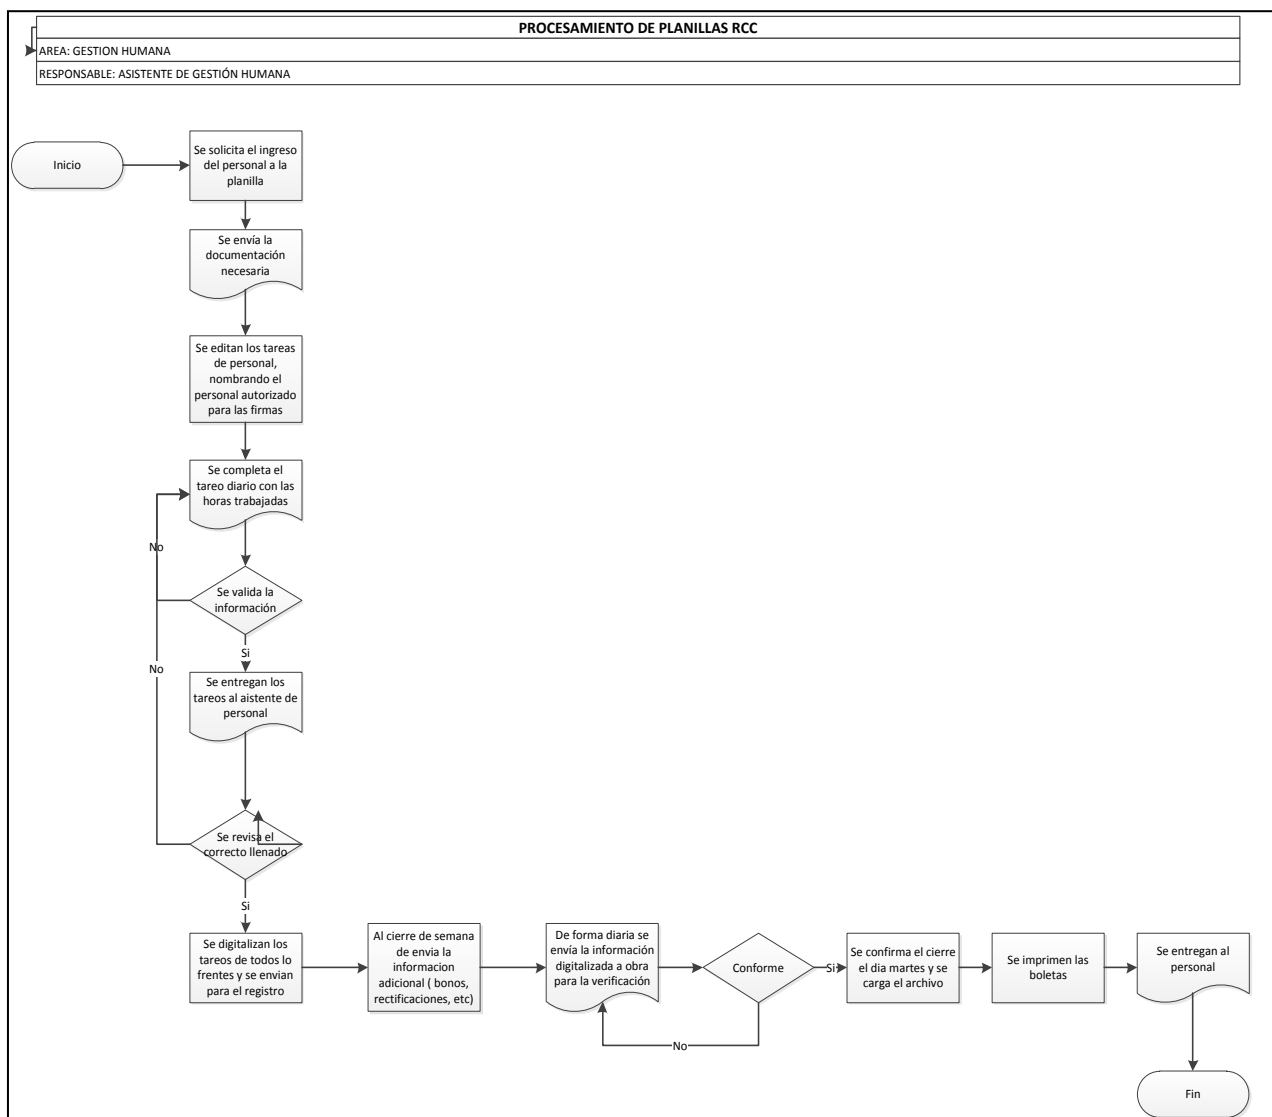 PROCESAMIENTO DE PLANILLAS RCC
AREA: GESTION HUMANA
RESPONSABLE: ASISTENTE DE GESTIÓN HUMANA
Inicio
Se solicita el ingreso
del personal a la
planilla
Se envía la
documentación
necesaria
Se editan los tareas
de personal,
nombrando el
personal autorizado
para las firmas
Se completa el
tareo diario con las
horas trabajadas
No
Se valida la
información
Si
No
Se entregan los
tareos al aistente de
personal
Se revisa el
correcto llenado
Si
Se digitalizan los
tareos de todos lo
frentes y se envian
para el registro
Al cierre de semana
de envia la
informacion
adicional ( bonos,
rectificaciones, etc)
De forma diaria se
envía la información
digitalizada a obra
para la verificación
Conforme
Si
No
Se confirma el cierre
el dia martes y se
carga el archivo
Se imprimen las
boletas
Se entregan al
personal
Fin